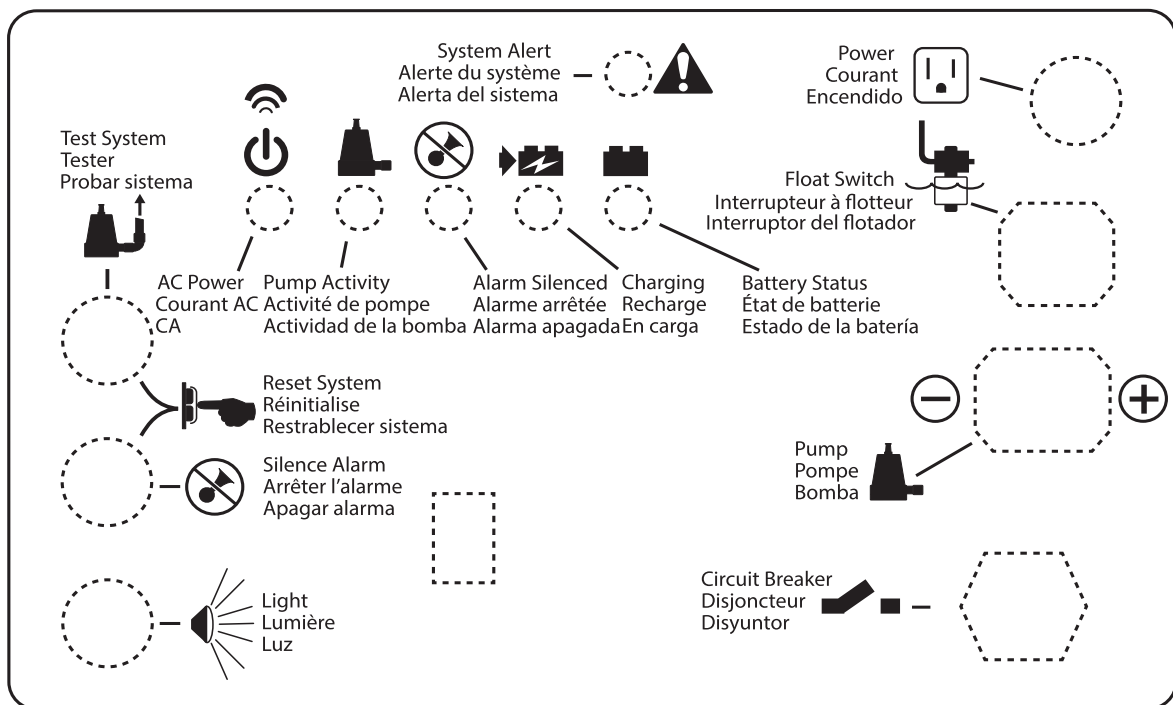 System Alert
Alerte du système
Alerta del sistema
Power
Courant
Encendido
Test System
Tester
Probar sistema
Float Switch
Interrupteur à flotteur
Interruptor del flotador
AC Power
Courant AC
CA
Pump Activity
Activité de pompe
Actividad de la bomba
Alarm Silenced
Alarme arrêtée
Alarma apagada
Charging
Recharge
En carga
Battery Status
État de batterie
Estado de la batería
Reset System
Réinitialise
Restrablecer sistema
Silence Alarm
Arrêter l'alarme
Apagar alarma
Pump
Pompe
Bomba
Light
Lumière
Luz
Circuit Breaker
Disjoncteur
Disyuntor